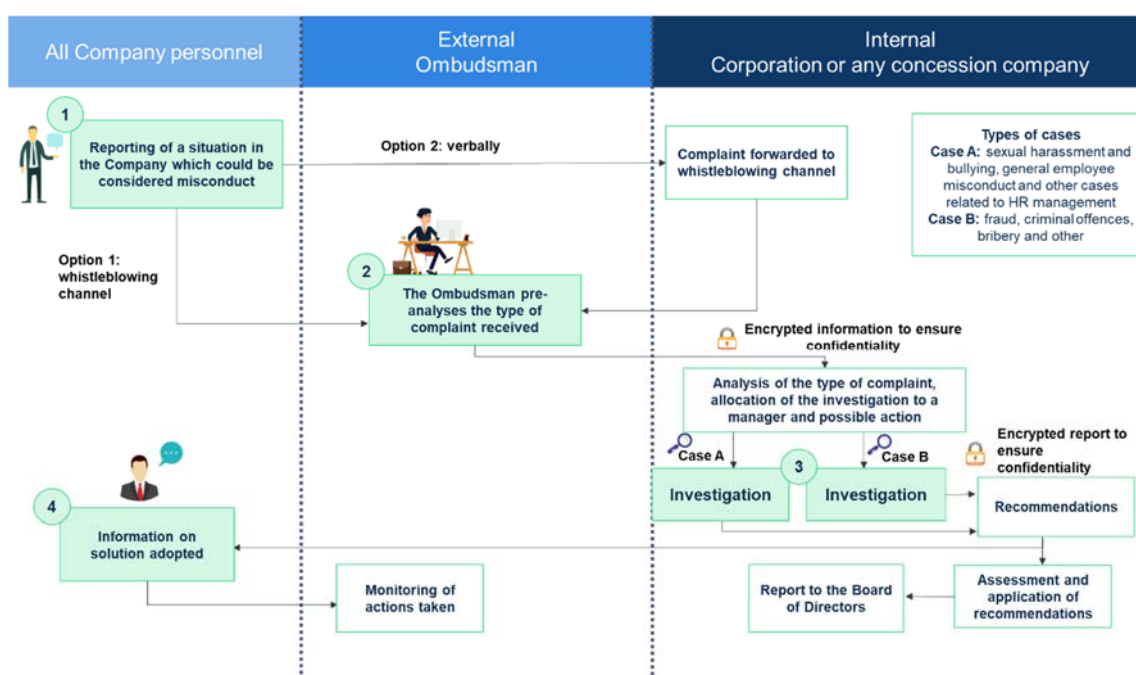 All Company personnel
External
Ombudsman
Internal
Corporation or any concession company
1
Reporting of a situation in
the Company which could be
considered misconduct
Option 2: verbally
Complaint forwarded to
whistleblowing channel
Types of cases
Case A: sexual harassment and
bullying, general employee
misconduct and other cases
related to HR management
Case B: fraud, criminal offences,
bribery and other
Option 1:
whistleblowing
channel
2
The Ombudsman pre-
analyses the type of
complaint received
Encrypted information to ensure
confidentiality
Analysis of the type of complaint,
allocation of the investigation to a
manager and possible action
Case A
Case B
Encrypted report to
ensure
confidentiality
3
Investigation
Investigation
Recommendations
4
Information on
solution adopted
Monitoring of
actions taken
Report to the Board
of Directors
Assessment and
application of
recommendations